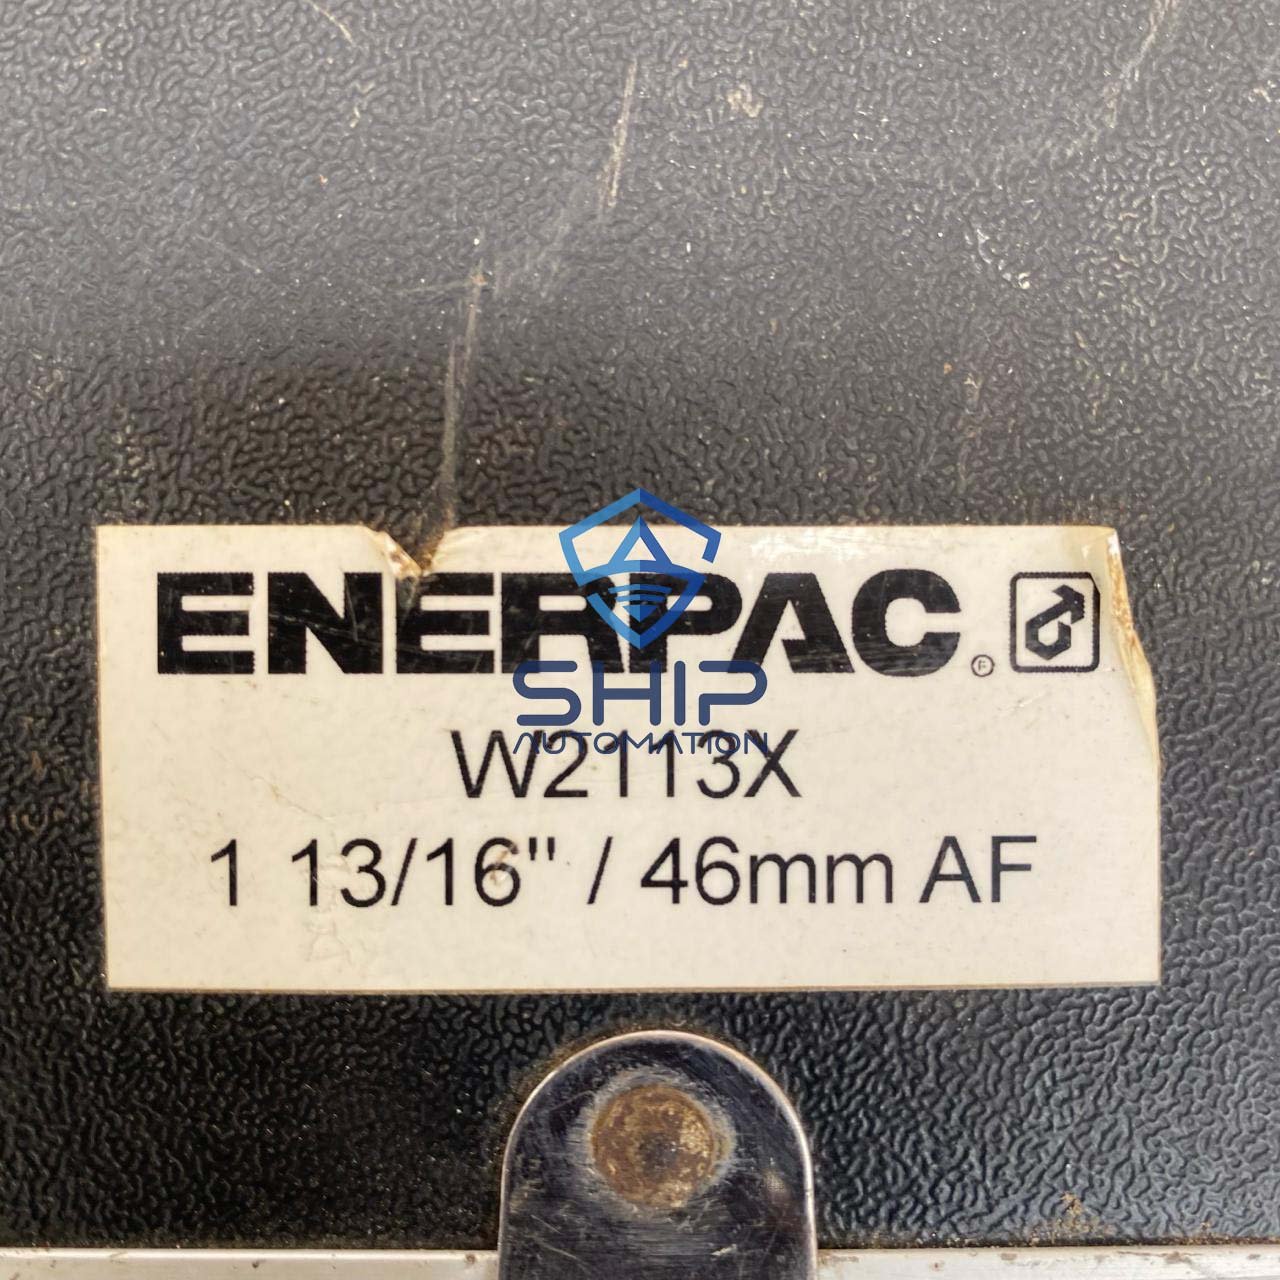 ENERPAC®
SHIP
AUTOMATION
W2113X
1 13/16" / 46mm AF